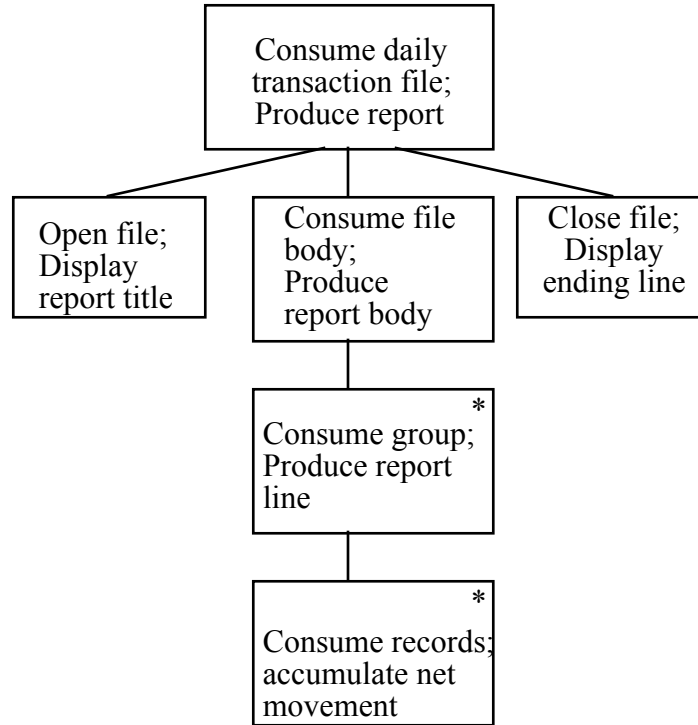 Consume daily
transaction file;
Produce report
Open file;
Display
report title
Consume file
body;
Produce
report body
Close file;
Display
ending line
*
Consume group;
Produce report
line
*
Consume records;
accumulate net
movement